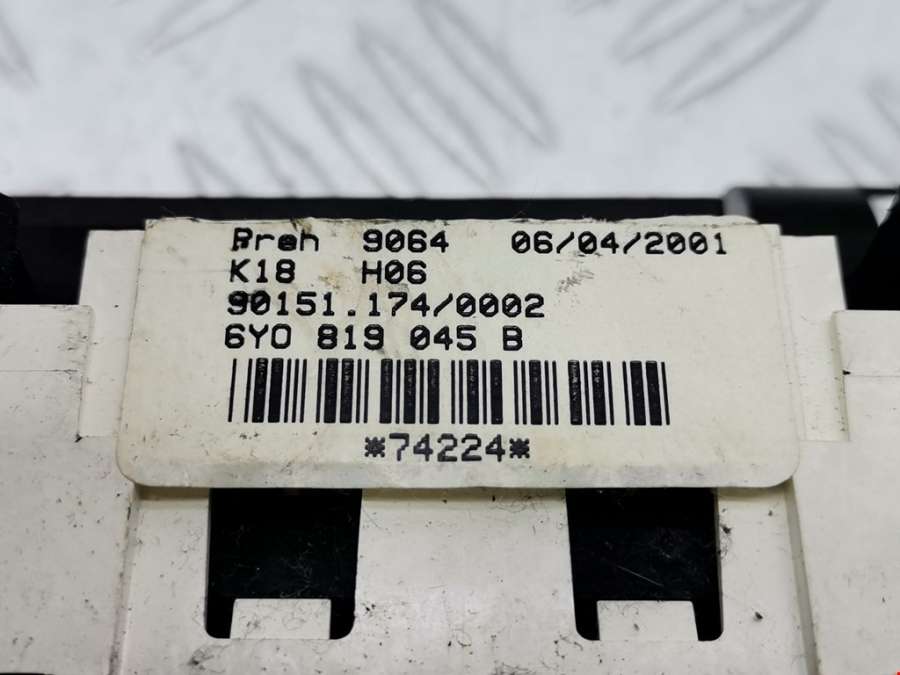 Preh 9064 06/04/2001
K18 H06
90151.174/0002
6Y0 819 045 B
*74224*